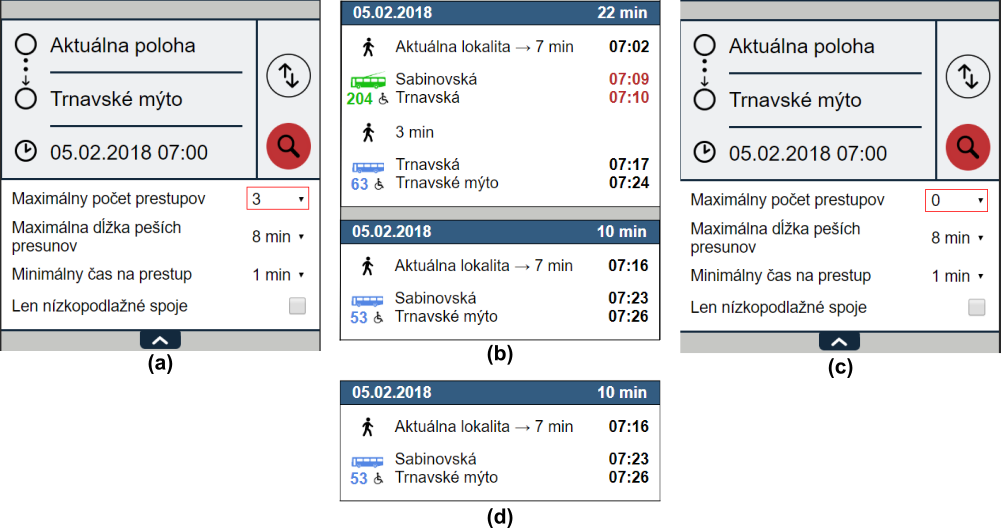 Aktuálna poloha
Trnavské mýto
05.02.2018 07:00
Maximálny počet prestupov 3
Maximálna dĺžka peších
presunov 8 min
Minimálny čas na prestup 1 min
Len nízkopodlažné spoje
(a)
05.02.2018 22 min
Aktuálna lokalita → 7 min 07:02
Sabinovská 07:09
204 Trnavská 07:10
3 min
Trnavská 07:17
63 Trnavské mýto 07:24
05.02.2018 10 min
Aktuálna lokalita → 7 min 07:16
Sabinovská 07:23
53 Trnavské mýto 07:26
(b)
Aktuálna poloha
Trnavské mýto
05.02.2018 07:00
Maximálny počet prestupov 0
Maximálna dĺžka peších
presunov 8 min
Minimálny čas na prestup 1 min
Len nízkopodlažné spoje
(c)
05.02.2018 10 min
Aktuálna lokalita → 7 min 07:16
Sabinovská 07:23
53 Trnavské mýto 07:26
(d)